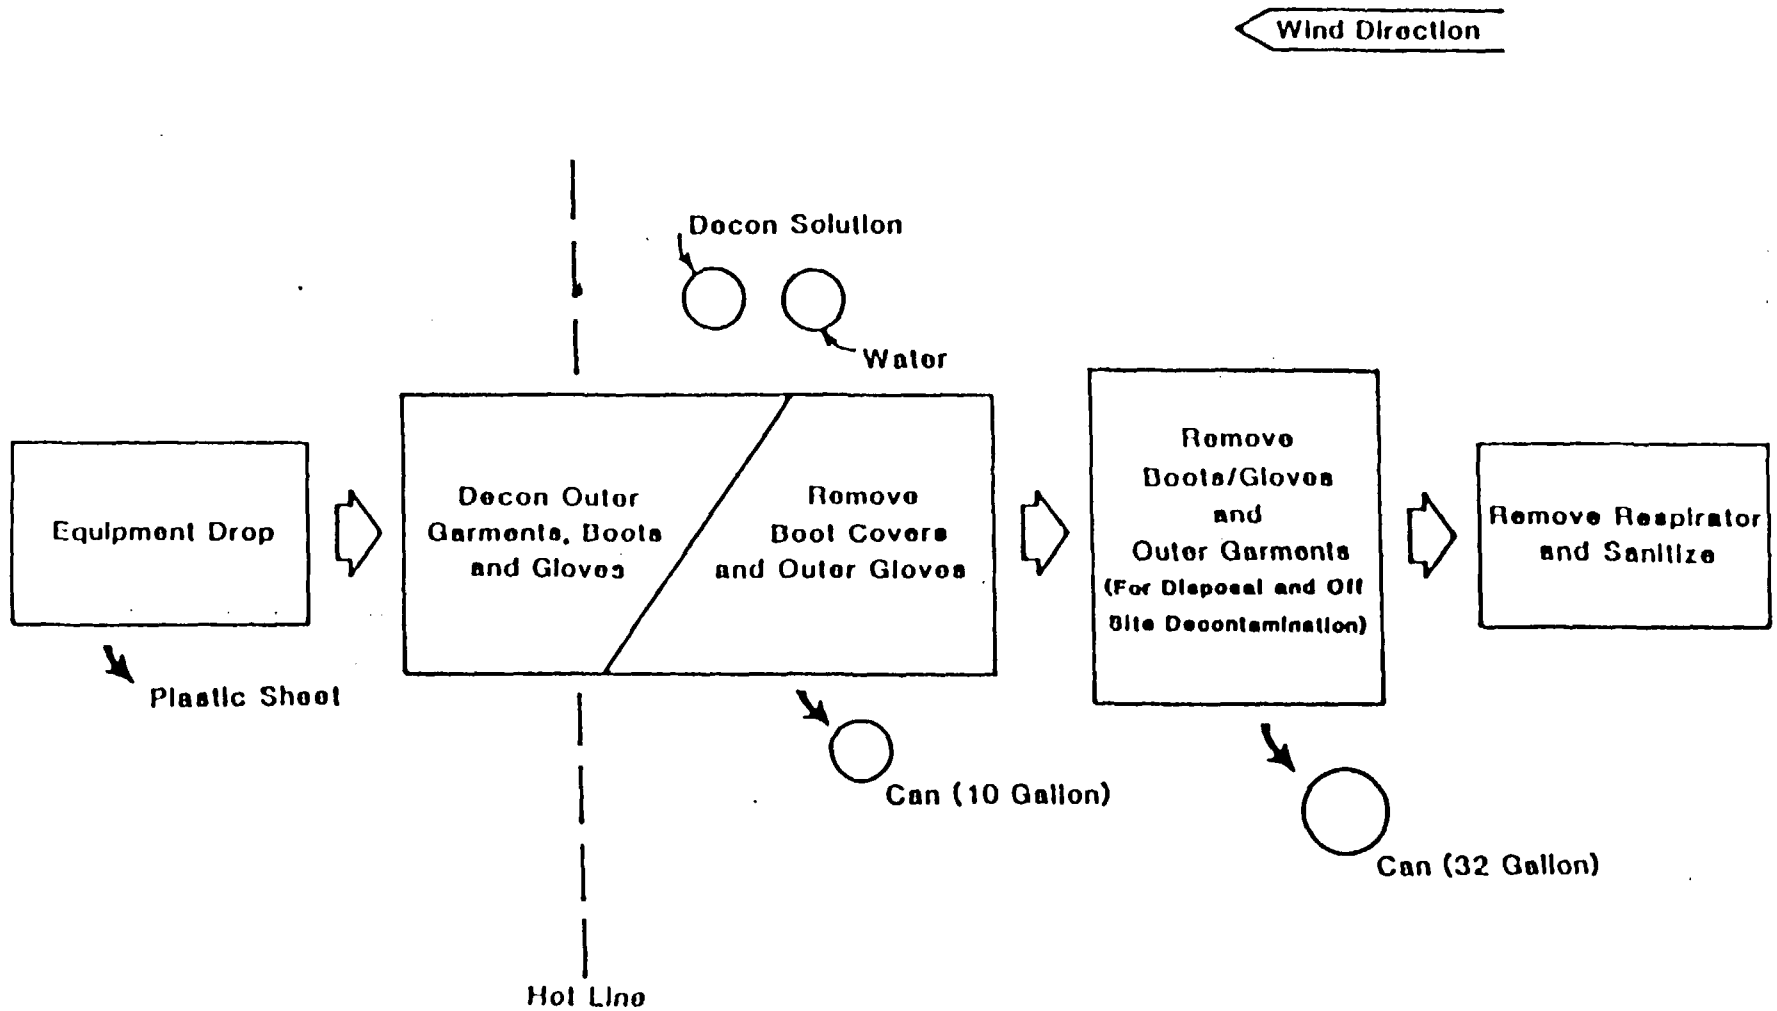 Wind Direction
Decon Solution
Water
Equipment Drop
Plastic Sheet
Decon Outer
Garments, Boots
and Gloves
Remove
Boot Covers
and Outer Gloves
Can (10 Gallon)
Remove
Boots/Gloves
and
Outer Garments
(For Disposal and Off
Site Decontamination)
Can (32 Gallon)
Remove Respirator
and Sanitize
Hot Line